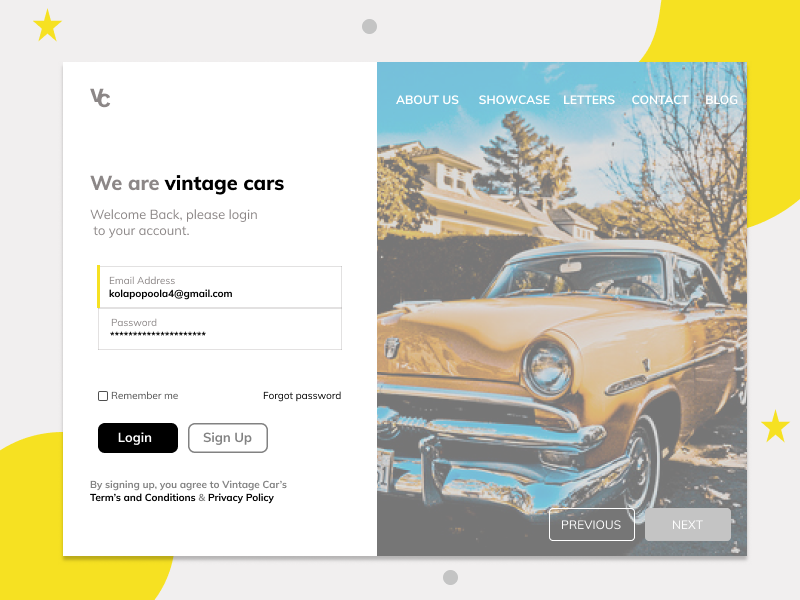 VC
ABOUT US SHOWCASE LETTERS CONTACT BLOG
We are vintage cars
Welcome Back, please login
to your account.
Email Address
kolapopoola4@gmail.com
Password
*********************
Remember me Forgot password
Login Sign Up
By signing up, you agree to Vintage Car's
Term's and Conditions & Privacy Policy
PREVIOUS NEXT